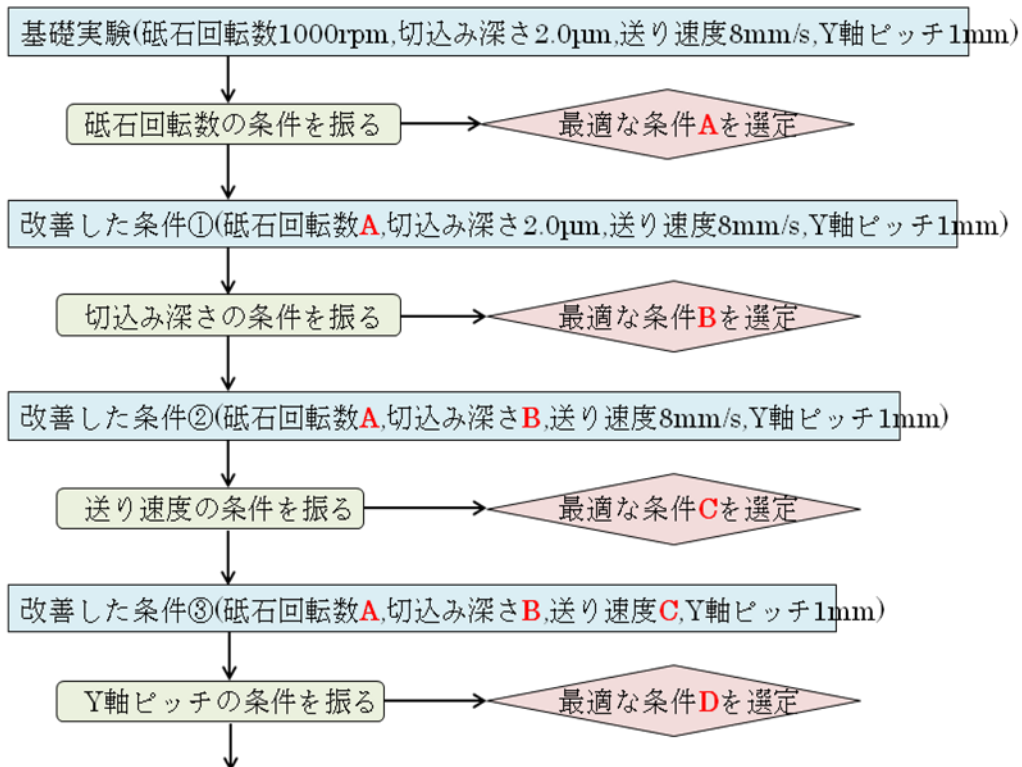 基礎実験(砥石回転数1000rpm,切込み深さ2.0μm,送り速度8mm/s,Y軸ピッチ1mm)
砥石回転数の条件を振る
最適な条件Aを選定
改善した条件①(砥石回転数A,切込み深さ2.0μm,送り速度8mm/s,Y軸ピッチ1mm)
切込み深さの条件を振る
最適な条件Bを選定
改善した条件②(砥石回転数A,切込み深さB,送り速度8mm/s,Y軸ピッチ1mm)
送り速度の条件を振る
最適な条件Cを選定
改善した条件③(砥石回転数A,切込み深さB,送り速度C,Y軸ピッチ1mm)
Y軸ピッチの条件を振る
最適な条件Dを選定